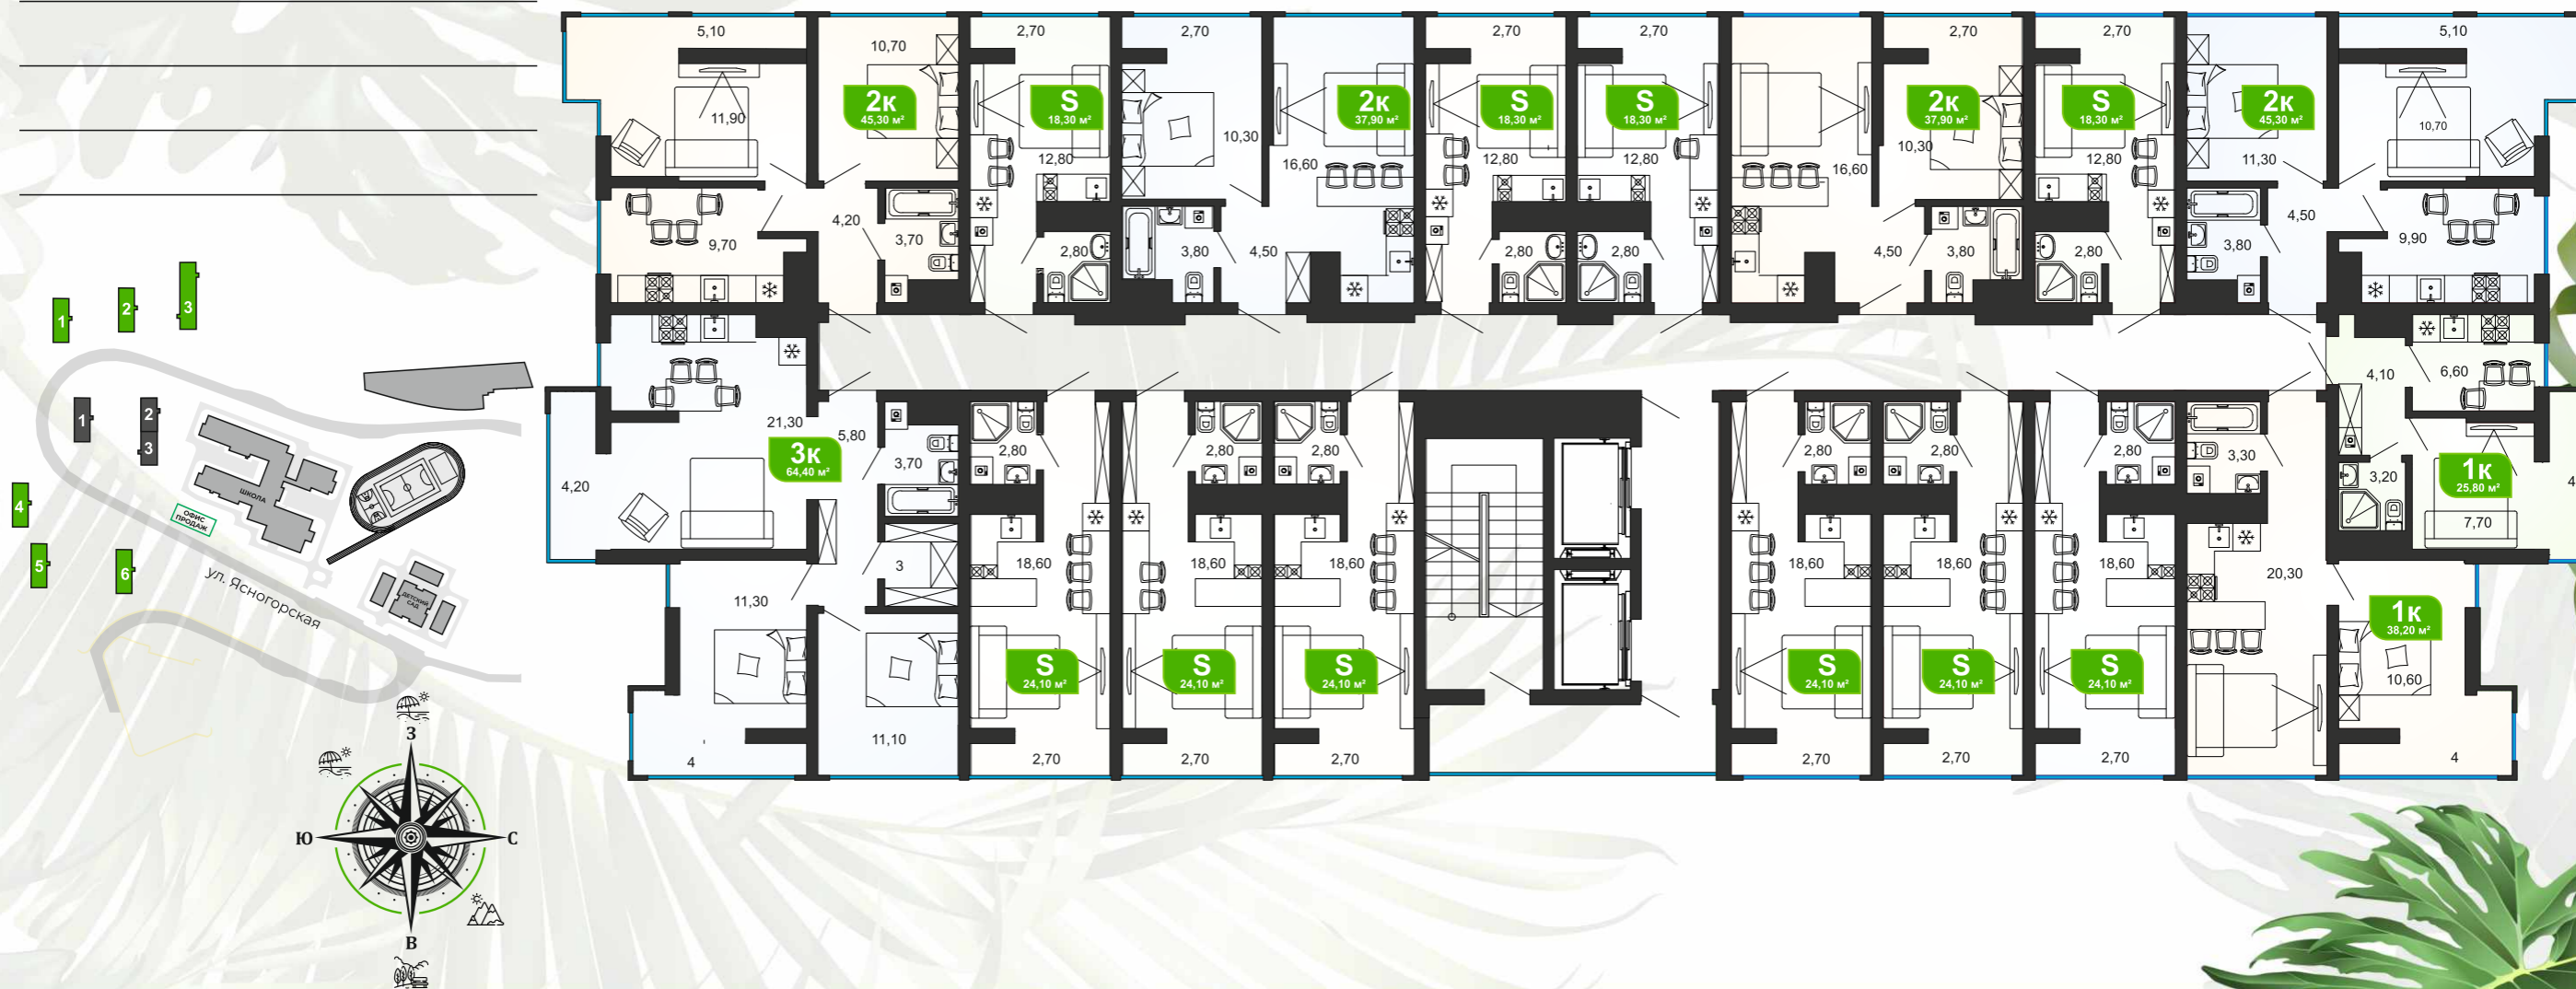 5,10
10,70
2,70
2,70
2,70
2,70
2,70
2,70
5,10
2к
45,30 м²
S
18,30 м²
2к
37,90 м²
S
18,30 м²
S
18,30 м²
2к
37,90 м²
S
18,30 м²
2к
45,30 м²
11,90
12,80
10,30
16,60
12,80
12,80
16,60
10,30
12,80
11,30
10,70
9,70
4,20
3,70
2,80
3,80
4,50
2,80
2,80
4,50
3,80
2,80
3,80
4,50
9,90
1
2
3
1
2
3
4
5
6
ШКОЛА
ОФИС
ПРОДАЖ
ДЕТСКИЙ
САД
ул. Ясногорская
4,10
6,60
21,30
5,80
3к
64,40 м²
3,70
4,20
3
2,80
2,80
2,80
2,80
2,80
2,80
3,30
3,20
1к
25,80 м²
7,70
4
11,30
18,60
18,60
18,60
18,60
18,60
18,60
20,30
1к
38,20 м²
10,60
S
24,10 м²
S
24,10 м²
S
24,10 м²
S
24,10 м²
S
24,10 м²
S
24,10 м²
4
11,10
2,70
2,70
2,70
2,70
2,70
2,70
4
З
Ю
С
В